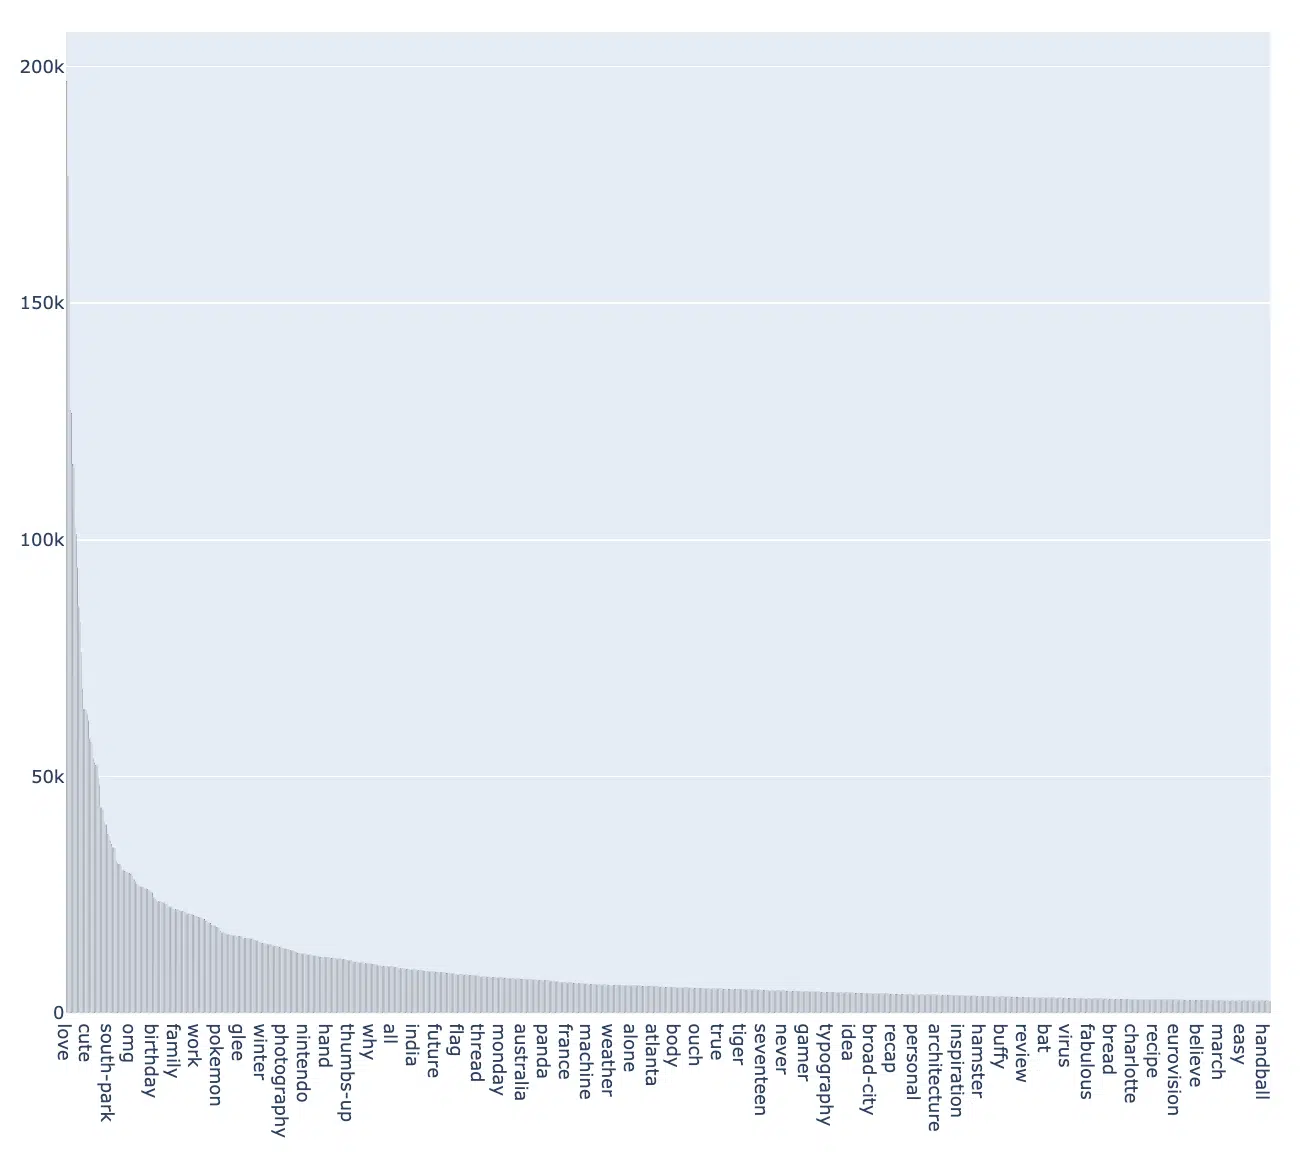 200k
150k
100k
50k
0
love
cute
south-park
omg
birthday
family
work
pokemon
glee
winter
photography
nintendo
hand
thumbs-up
why
all
india
future
flag
thread
monday
australia
panda
france
machine
weather
alone
atlanta
body
ouch
true
tiger
seventeen
never
gamer
typography
idea
broad-city
recap
personal
architecture
inspiration
hamster
buffy
review
bat
virus
fabulous
bread
charlotte
recipe
eurovision
believe
march
easy
handball